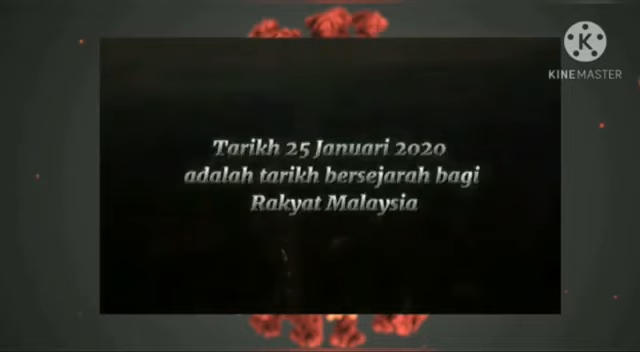 KINEMASTER
Tarikh 25 Januari 2020
adalah tarikh bersejarah bagi
Rakyat Malaysia